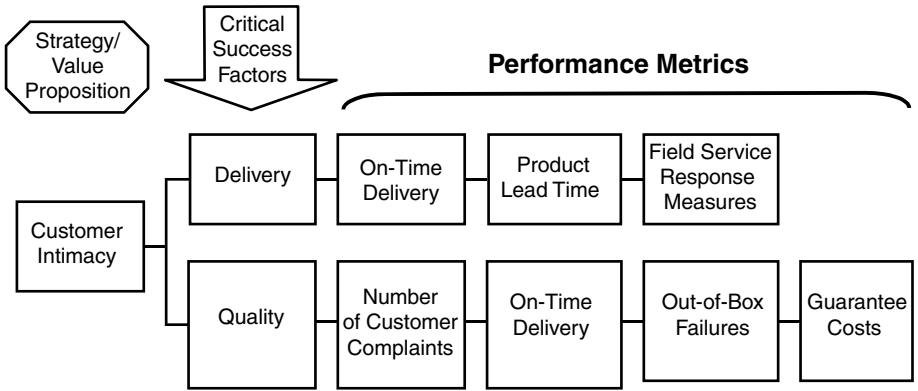 Strategy/
Value
Proposition
Critical
Success
Factors
Performance Metrics
Customer
Intimacy
Delivery
On-Time
Delivery
Product
Lead Time
Field Service
Response
Measures
Quality
Number
of Customer
Complaints
On-Time
Delivery
Out-of-Box
Failures
Guarantee
Costs